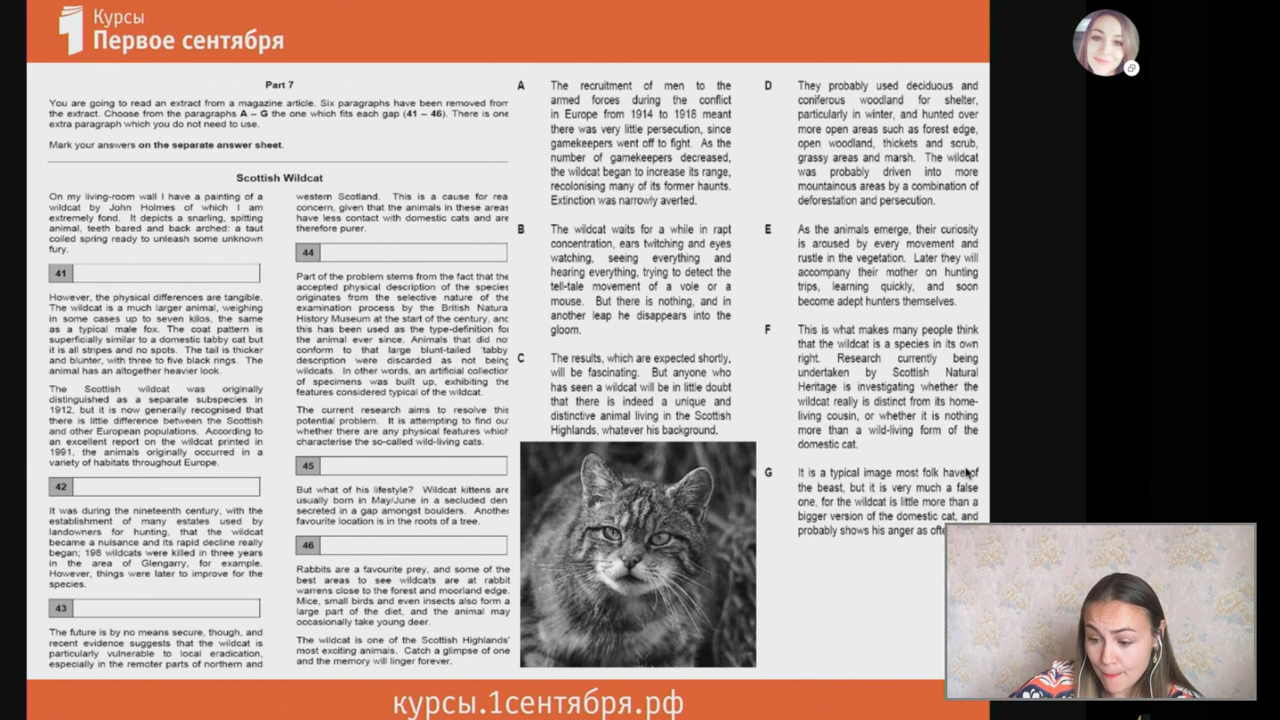 Курсы
Первое сентября
Part 7
You are going to read an extract from a magazine article. Six paragraphs have been removed from
the extract. Choose from the paragraphs A – G the one which fits each gap (41 – 46). There is one
extra paragraph which you do not need to use.
Mark your answers on the separate answer sheet.
Scottish Wildcat
On my living-room wall I have a painting of a
wildcat by John Holmes of which I am
extremely fond. It depicts a snarling, spitting
animal, teeth bared and back arched: a taut
coiled spring ready to unleash some unknown
fury.
41
However, the physical differences are tangible.
The wildcat is a much larger animal, weighing
in some cases up to seven kilos, the same
as a typical male fox. The coat pattern is
superficially similar to a domestic tabby cat but
it is all stripes and no spots. The tail is thicker
and blunter, with three to five black rings. The
animal has an altogether heavier look.
The Scottish wildcat was originally
distinguished as a separate subspecies in
1912, but it is now generally recognised that
there is little difference between the Scottish
and other European populations. According to
an excellent report on the wildcat printed in
1991, the animals originally occurred in a
variety of habitats throughout Europe.
42
It was during the nineteenth century, with the
establishment of many estates used by
landowners for hunting, that the wildcat
became a nuisance and its rapid decline really
began; 198 wildcats were killed in three years
in the area of Glengarry, for example.
However, things were later to improve for the
species.
43
The future is by no means secure, though, and
recent evidence suggests that the wildcat is
particularly vulnerable to local eradication,
especially in the remoter parts of northern and
western Scotland. This is a cause for rea
concern, given that the animals in these areas
have less contact with domestic cats and are
therefore purer.
44
Part of the problem stems from the fact that the
accepted physical description of the species
originates from the selective nature of the
examination process by the British Natura
History Museum at the start of the century, and
this has been used as the type-definition for
the animal ever since. Animals that did no
conform to that large blunt-tailed 'tabby
description were discarded as not being
wildcats. In other words, an artificial collection
of specimens was built up, exhibiting the
features considered typical of the wildcat.
The current research aims to resolve this
potential problem. It is attempting to find out
whether there are any physical features which
characterise the so-called wild-living cats.
45
But what of his lifestyle? Wildcat kittens are
usually born in May/June in a secluded den
secreted in a gap amongst boulders. Another
favourite location is in the roots of a tree.
46
Rabbits are a favourite prey, and some of the
best areas to see wildcats are at rabbit
warrens close to the forest and moorland edge.
Mice, small birds and even insects also form a
large part of the diet, and the animal may
occasionally take young deer.
The wildcat is one of the Scottish Highlands'
most exciting animals. Catch a glimpse of one
and the memory will linger forever.
A The recruitment of men to the
armed forces during the conflict
in Europe from 1914 to 1918 meant
there was very little persecution, since
gamekeepers went off to fight. As the
number of gamekeepers decreased,
the wildcat began to increase its range,
recolonising many of its former haunts.
Extinction was narrowly averted.
B The wildcat waits for a while in rapt
concentration, ears twitching and eyes
watching, seeing everything and
hearing everything, trying to detect the
tell-tale movement of a vole or a
mouse. But there is nothing, and in
another leap he disappears into the
gloom.
C The results, which are expected shortly,
will be fascinating. But anyone who
has seen a wildcat will be in little doubt
that there is indeed a unique and
distinctive animal living in the Scottish
Highlands, whatever his background.
D They probably used deciduous and
coniferous woodland for shelter,
particularly in winter, and hunted over
more open areas such as forest edge,
open woodland, thickets and scrub,
grassy areas and marsh. The wildcat
was probably driven into more
mountainous areas by a combination of
deforestation and persecution.
E As the animals emerge, their curiosity
is aroused by every movement and
rustle in the vegetation. Later they will
accompany their mother on hunting
trips, learning quickly, and soon
become adept hunters themselves.
F This is what makes many people think
that the wildcat is a species in its own
right. Research currently being
undertaken by Scottish Natural
Heritage is investigating whether the
wildcat really is distinct from its home-
living cousin, or whether it is nothing
more than a wild-living form of the
domestic cat.
G It is a typical image most folk have of
the beast, but it is very much a false
one, for the wildcat is little more than a
bigger version of the domestic cat, and
probably shows his anger as
курсы.1сентября.рф